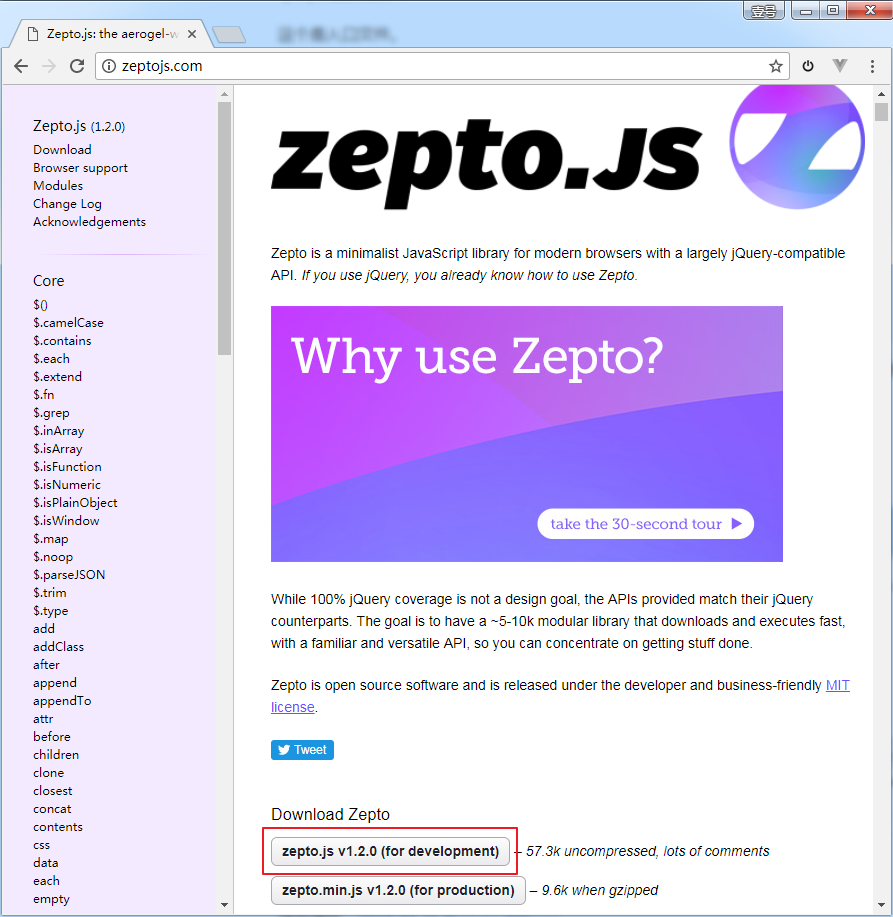 壹号
Zepto.js: the aerogel-w
zeptojs.com
Zepto.js (1.2.0)
Download
Browser support
Modules
Change Log
Acknowledgements
Core
$()
$.camelCase
$.contains
$.each
$.extend
$.fn
$.grep
$.inArray
$.isArray
$.isFunction
$.isNumeric
$.isPlainObject
$.isWindow
$.map
$.noop
$.parseJSON
$.trim
$.type
add
addClass
after
append
appendTo
attr
before
children
clone
closest
concat
contents
css
data
each
empty
zepto.js
Zepto is a minimalist JavaScript library for modern browsers with a largely jQuery-compatible
API. If you use jQuery, you already know how to use Zepto.
Why use Zepto?
take the 30-second tour
While 100% jQuery coverage is not a design goal, the APIs provided match their jQuery
counterparts. The goal is to have a ~5-10k modular library that downloads and executes fast,
with a familiar and versatile API, so you can concentrate on getting stuff done.
Zepto is open source software and is released under the developer and business-friendly MIT
license.
Tweet
Download Zepto
zepto.js v1.2.0 (for development) – 57.3k uncompressed, lots of comments
zepto.min.js v1.2.0 (for production) – 9.6k when gzipped